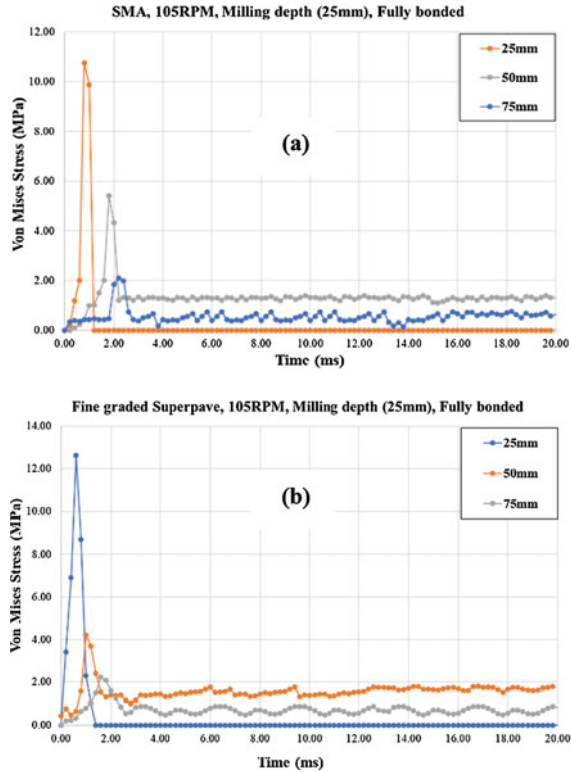 SMA, 105RPM, Milling depth (25mm), Fully bonded
12.00
10.00
8.00
6.00
4.00
2.00
0.00
Von Mises Stress (MPa)
25mm
50mm
75mm
(a)
0.00 2.00 4.00 6.00 8.00 10.00 12.00 14.00 16.00 18.00 20.00
Time (ms)
Fine graded Superpave, 105RPM, Milling depth (25mm), Fully bonded
14.00
12.00
10.00
8.00
6.00
4.00
2.00
0.00
Von Mises Stress (MPa)
25mm
50mm
75mm
(b)
0.00 2.00 4.00 6.00 8.00 10.00 12.00 14.00 16.00 18.00 20.00
Time (ms)